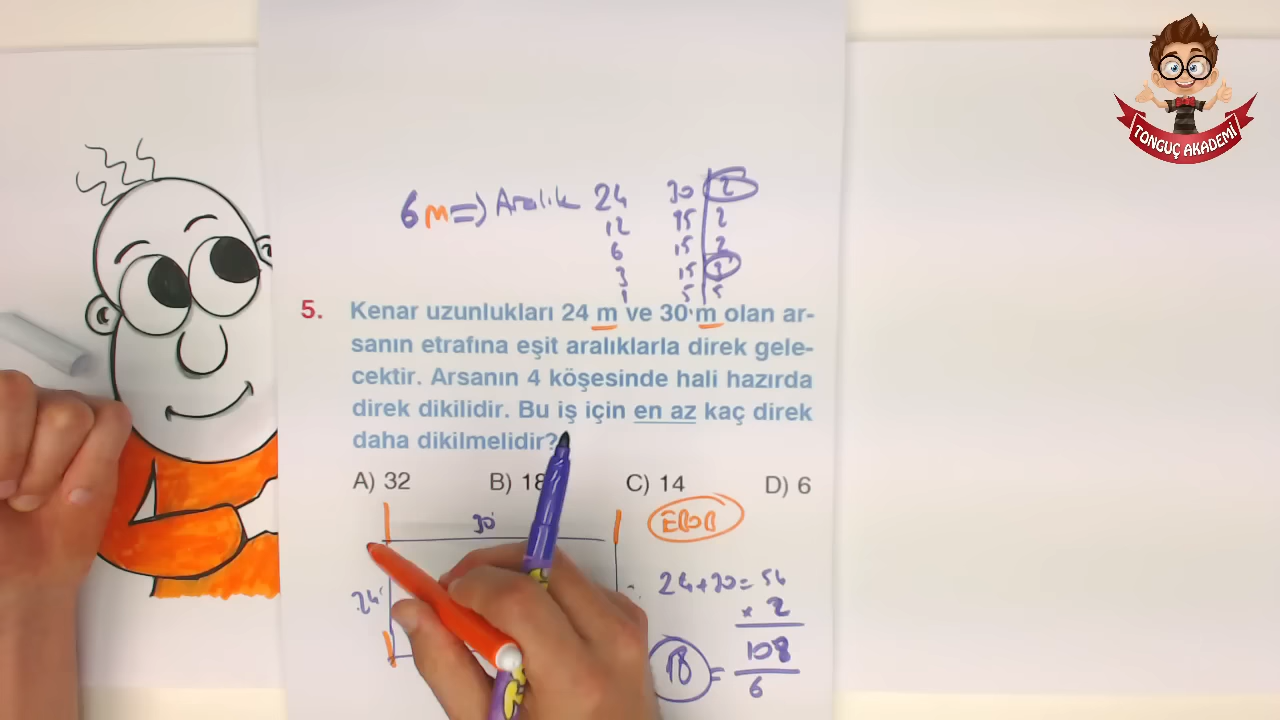 TONGUÇ AKADEMİ
6 m => Aralık 24 30 2
12 15 2
6 15 2
3 15 3
1 5 5
5. Kenar uzunlukları 24 m ve 30 m olan ar-
sanın etrafına eşit aralıklarla direk gele-
cektir. Arsanın 4 köşesinde hali hazırda
direk dikilidir. Bu iş için en az kaç direk
daha dikilmelidir?
A) 32 B) 18 C) 14 D) 6
30
EBOB
24
24+30=54
x 2
108
18 =
6